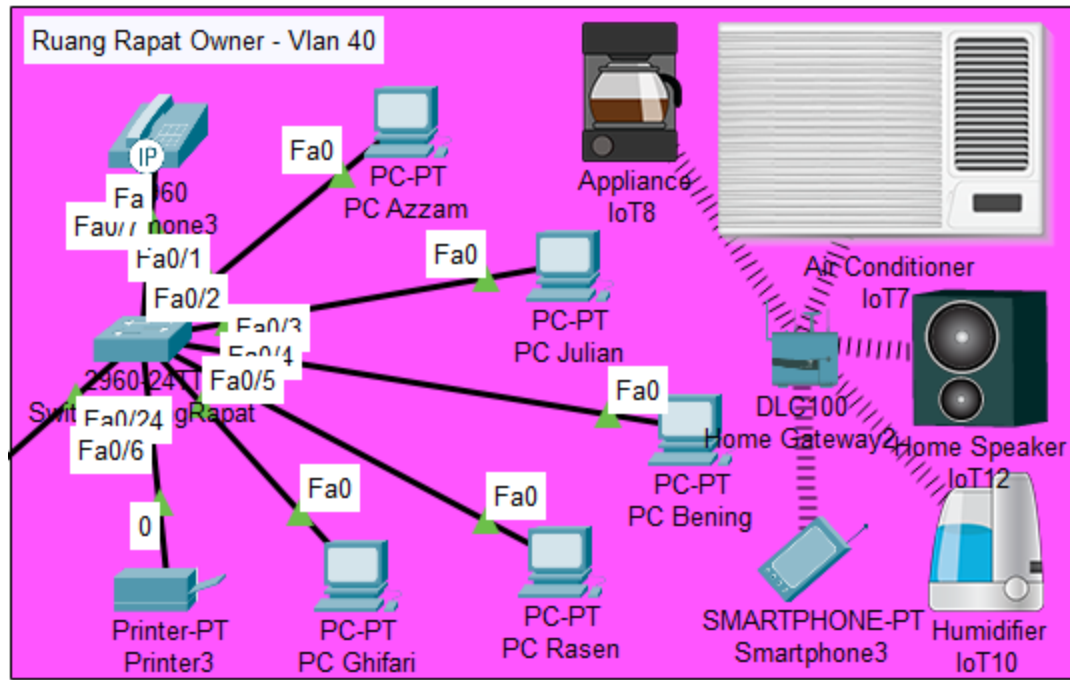 Ruang Rapat Owner - Vlan 40
IP
Fa0
PC-PT
PC Azzam
Appliance
IoT8
Air Conditioner
IoT7
Fa0/1
Fa0/2
Fa0
PC-PT
PC Julian
Fa0/3
Fa0/4
Fa0/5
Fa0/24
Fa0/6
Fa0
PC-PT
PC Bening
DLC100
Home Gateway2
Home Speaker
IoT12
0
Printer-PT
Printer3
Fa0
PC-PT
PC Ghifari
Fa0
PC-PT
PC Rasen
SMARTPHONE-PT
Smartphone3
Humidifier
IoT10